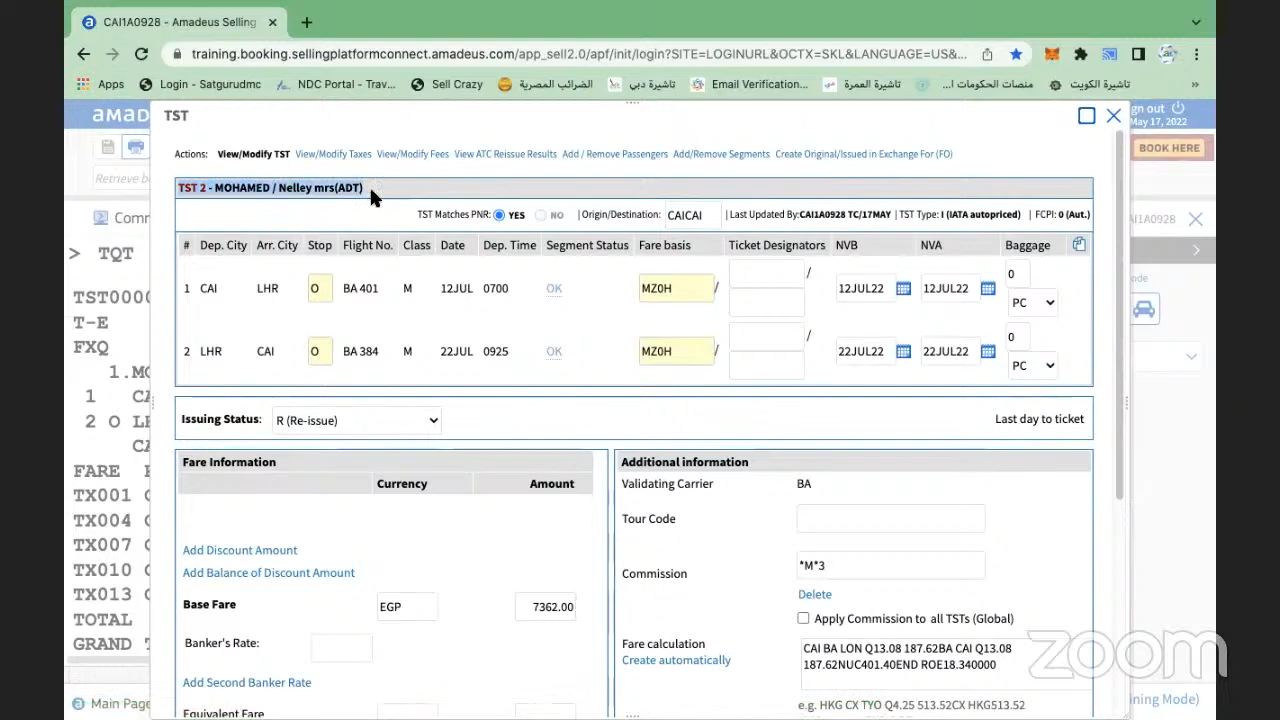 CAI1A0928 - Amadeus Selling
training.booking.sellingplatformconnect.amadeus.com/app_sell2.0/apf/init/login?SITE=LOGINURL&OCTX=SKL&LANGUAGE=US&...
Apps Login - Satgurudmc NDC Portal - Trav... Sell Crazy الضرائب المصرية تاشيرة دبي Email Verification... تاشيرة العمرة منصات الحكومات ا... تاشيرة الكويت »
amaD
gn out
May 17, 2022
BOOK HERE
Retrieve b
Comm
AI1A0928
ode
> TQT
TST000
T-E
FXQ
1.MO
1 CA
2 O L
CA
FARE
TX001
TX004
TX007
TX010
TX013
TOTAL
GRAND T
Main Page
ning Mode)
TST
Actions: View/Modify TST View/Modify Taxes View/Modify Fees View ATC Reissue Results Add / Remove Passengers Add/Remove Segments Create Original/Issued in Exchange For (FO)
TST 2 - MOHAMED / Nelley mrs(ADT)
TST Matches PNR: YES NO |Origin/Destination: CAICAI |Last Updated By:CAI1A0928 TC/17MAY |TST Type: I (IATA autopriced) |FCPI: 0 (Aut.)
# Dep. City Arr. City Stop Flight No. Class Date Dep. Time Segment Status Fare basis Ticket Designators NVB NVA Baggage
1 CAI LHR O BA 401 M 12JUL 0700 OK MZ0H / / 12JUL22 12JUL22 0 PC
2 LHR CAI O BA 384 M 22JUL 0925 OK MZ0H / / 22JUL22 22JUL22 0 PC
Issuing Status: R (Re-issue) Last day to ticket
Fare Information
Currency Amount
Add Discount Amount
Add Balance of Discount Amount
Base Fare EGP 7362.00
Banker's Rate:
Add Second Banker Rate
Equivalent Fare
Additional information
Validating Carrier BA
Tour Code
Commission *M*3
Delete
Apply Commission to all TSTs (Global)
Fare calculation
Create automatically
CAI BA LON Q13.08 187.62BA CAI Q13.08
187.62NUC401.40END ROE18.340000
e.g. HKG CX TYO Q4.25 513.52CX HKG513.52
zoom